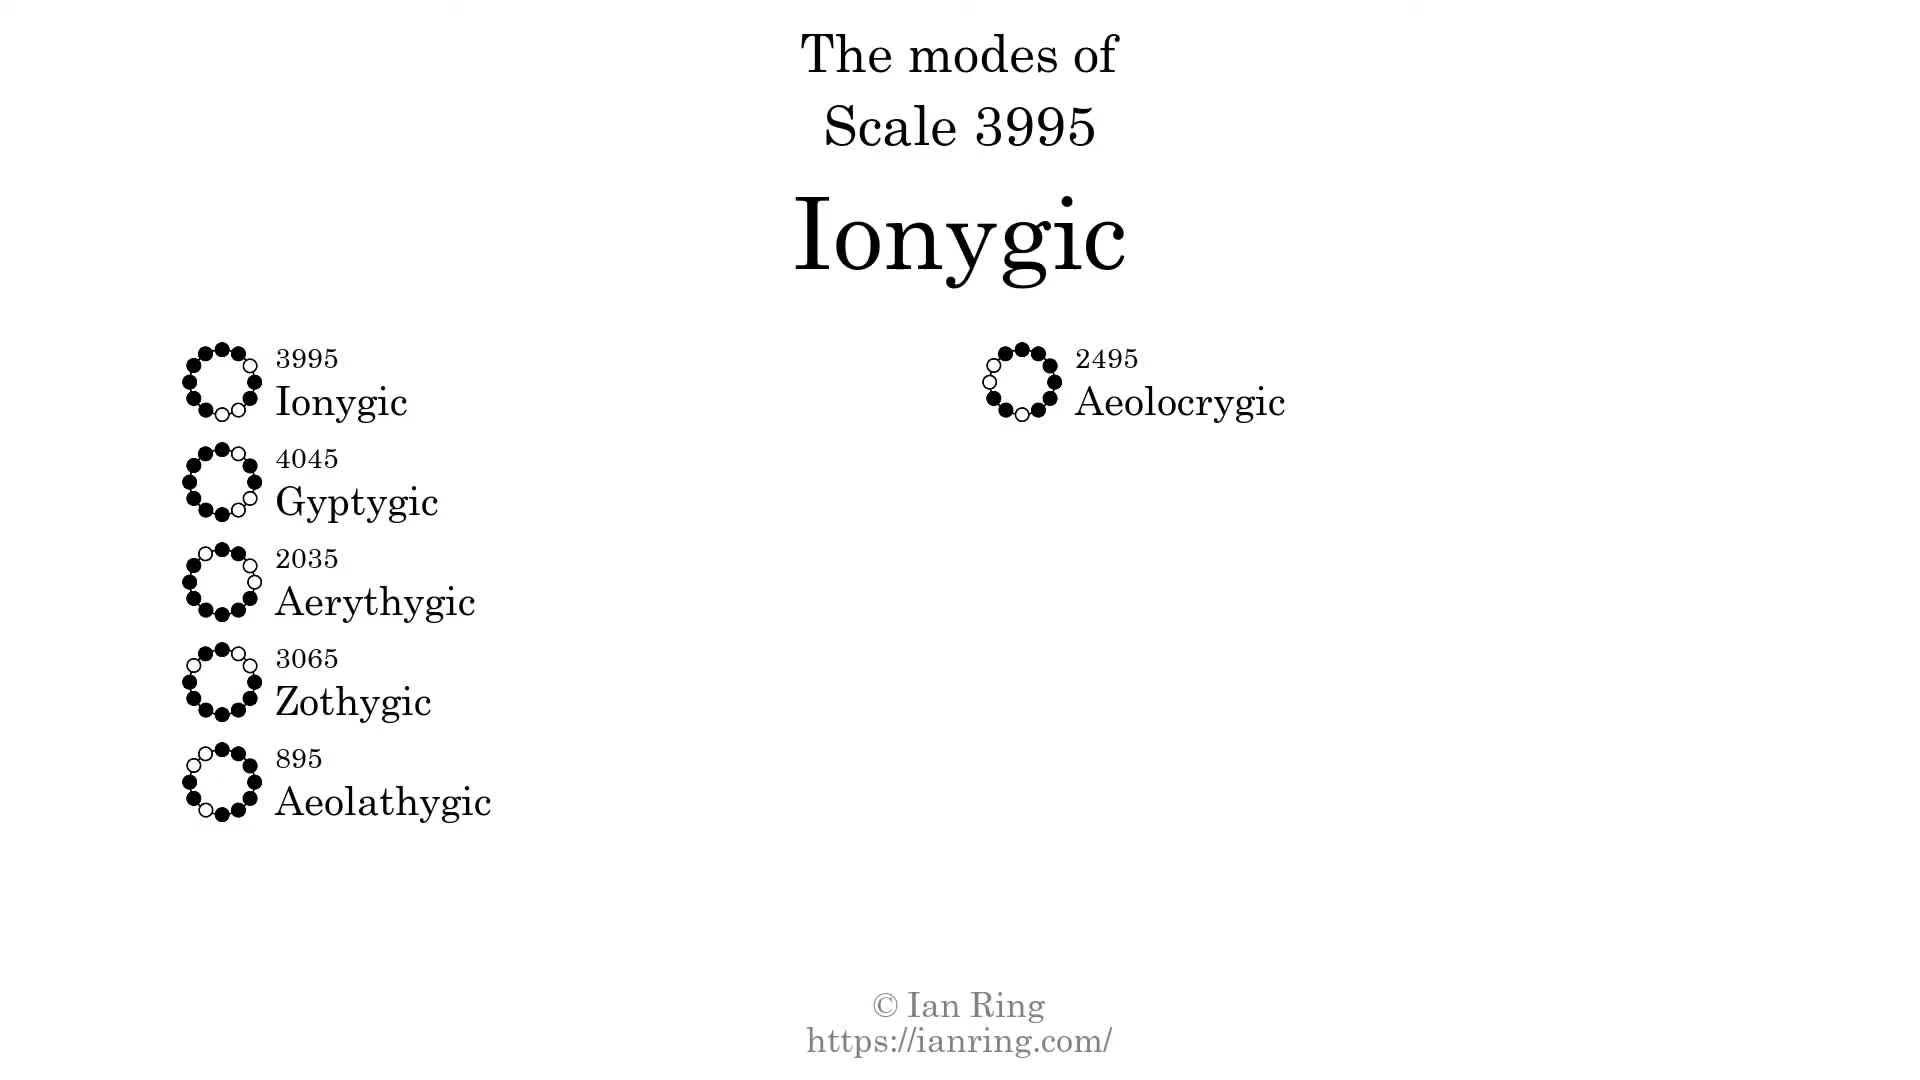 The modes of
Scale 3995
Ionygic
3995
Ionygic
4045
Gyptygic
2035
Aerythygic
3065
Zothygic
895
Aeolathygic
2495
Aeolocrygic
© Ian Ring
https://ianring.com/